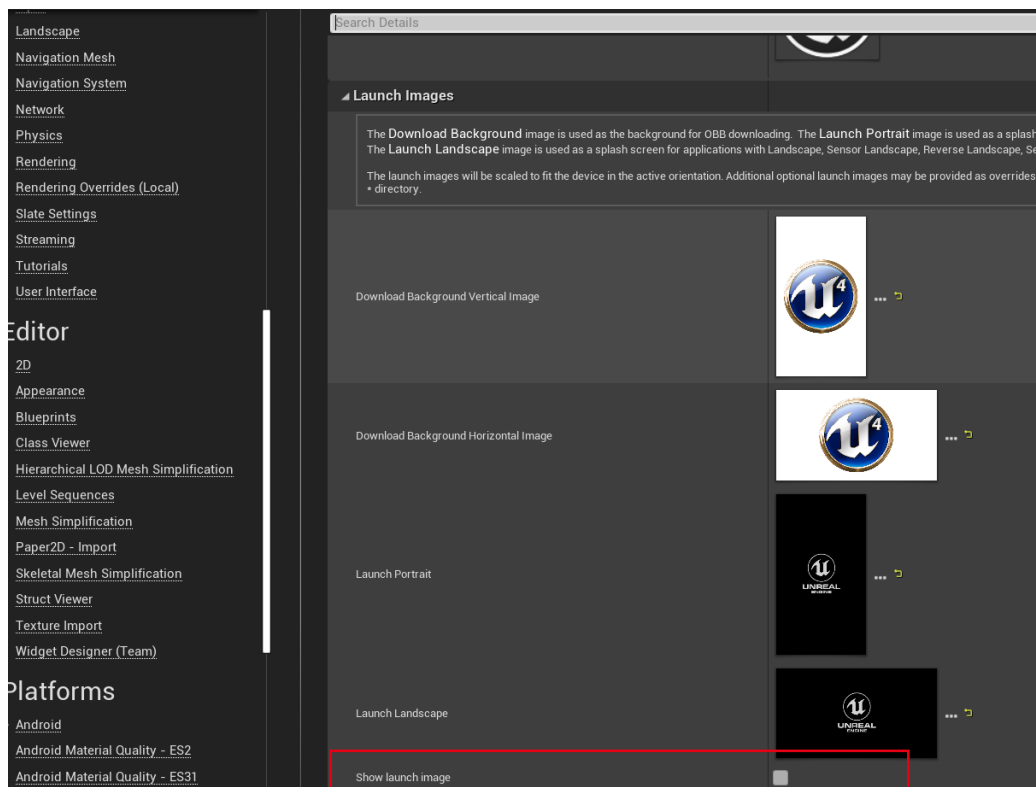 Landscape
Navigation Mesh
Navigation System
Network
Physics
Rendering
Rendering Overrides (Local)
Slate Settings
Streaming
Tutorials
User Interface
Editor
2D
Appearance
Blueprints
Class Viewer
Hierarchical LOD Mesh Simplification
Level Sequences
Mesh Simplification
Paper2D - Import
Skeletal Mesh Simplification
Struct Viewer
Texture Import
Widget Designer (Team)
Platforms
Android
Android Material Quality - ES2
Android Material Quality - ES31
Search Details
Launch Images
The Download Background image is used as the background for OBB downloading. The Launch Portrait image is used as a splash
The Launch Landscape image is used as a splash screen for applications with Landscape, Sensor Landscape, Reverse Landscape, Se
The launch images will be scaled to fit the device in the active orientation. Additional optional launch images may be provided as overrides
* directory.
Download Background Vertical Image
4
Download Background Horizontal Image
4
Launch Portrait
UNREAL
ENGINE
Launch Landscape
UNREAL
ENGINE
Show launch image